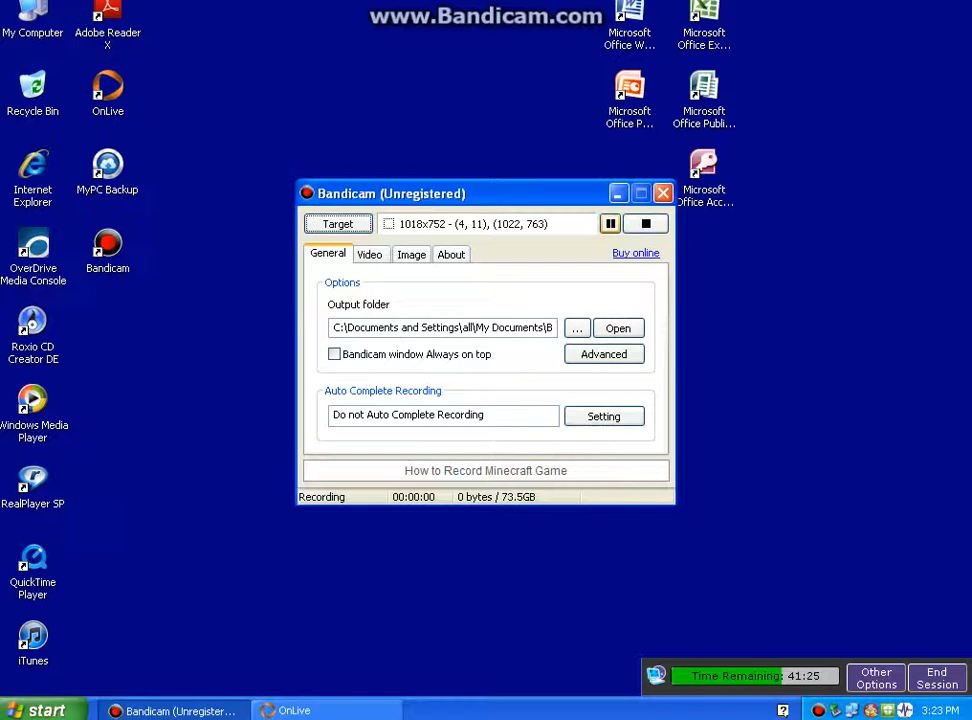 www.Bandicam.com
My Computer
Adobe Reader
X
Microsoft
Office W...
Microsoft
Office Ex...
Recycle Bin
OnLive
Microsoft
Office P...
Microsoft
Office Publi...
Internet
Explorer
MyPC Backup
Microsoft
Office Acc...
OverDrive
Media Console
Bandicam
Roxio CD
Creator DE
Windows Media
Player
RealPlayer SP
QuickTime
Player
iTunes
Bandicam (Unregistered)
Target
1018x752 - (4, 11), (1022, 763)
General
Video
Image
About
Buy online
Options
Output folder
C:\Documents and Settings\all\My Documents\B
...
Open
Bandicam window Always on top
Advanced
Auto Complete Recording
Do not Auto Complete Recording
Setting
How to Record Minecraft Game
Recording
00:00:00
0 bytes / 73.5GB
Time Remaining: 41:25
Other
Options
End
Session
start
Bandicam (Unregister...
OnLive
3:23 PM